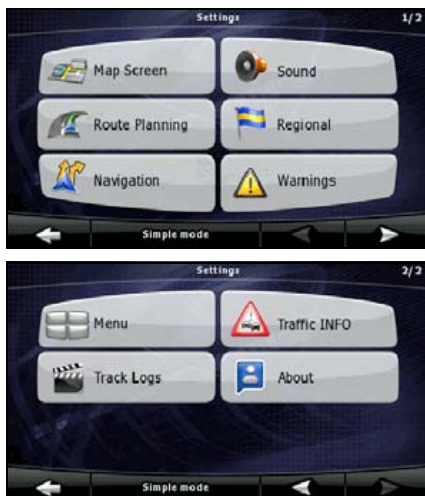 Settings 1/2
Map Screen Sound
Route Planning Regional
Navigation Warnings
Simple mode
Settings 2/2
Menu Traffic INFO
Track Logs About
Simple mode